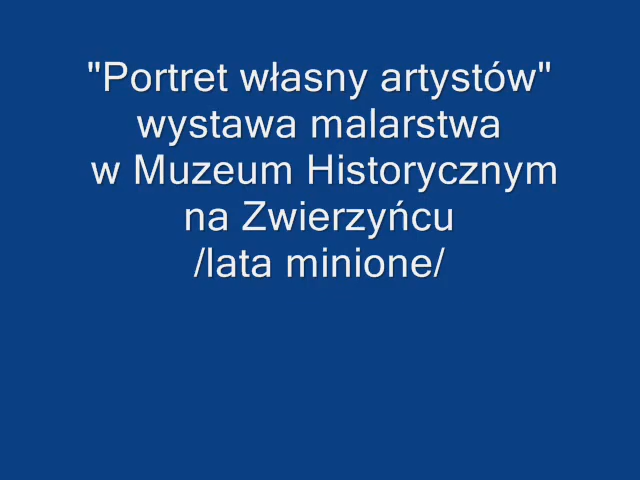 "Portret własny artystów"
wystawa malarstwa
w Muzeum Historycznym
na Zwierzyńcu
/lata minione/